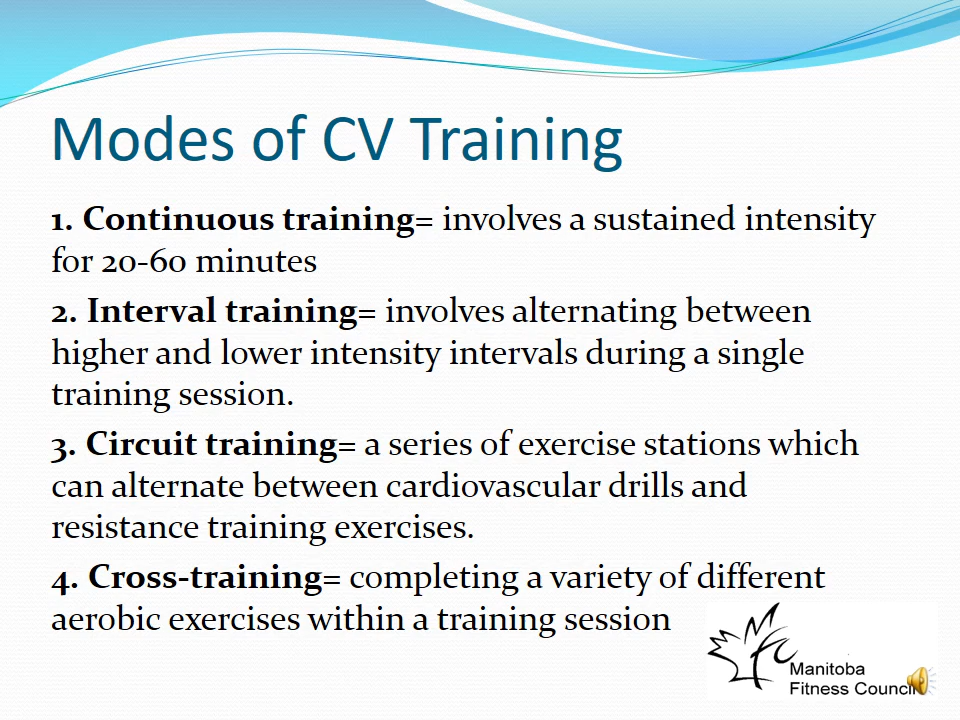 Modes of CV Training
1. Continuous training= involves a sustained intensity
for 20-60 minutes
2. Interval training= involves alternating between
higher and lower intensity intervals during a single
training session.
3. Circuit training= a series of exercise stations which
can alternate between cardiovascular drills and
resistance training exercises.
4. Cross-training= completing a variety of different
aerobic exercises within a training session
Manitoba
Fitness Council